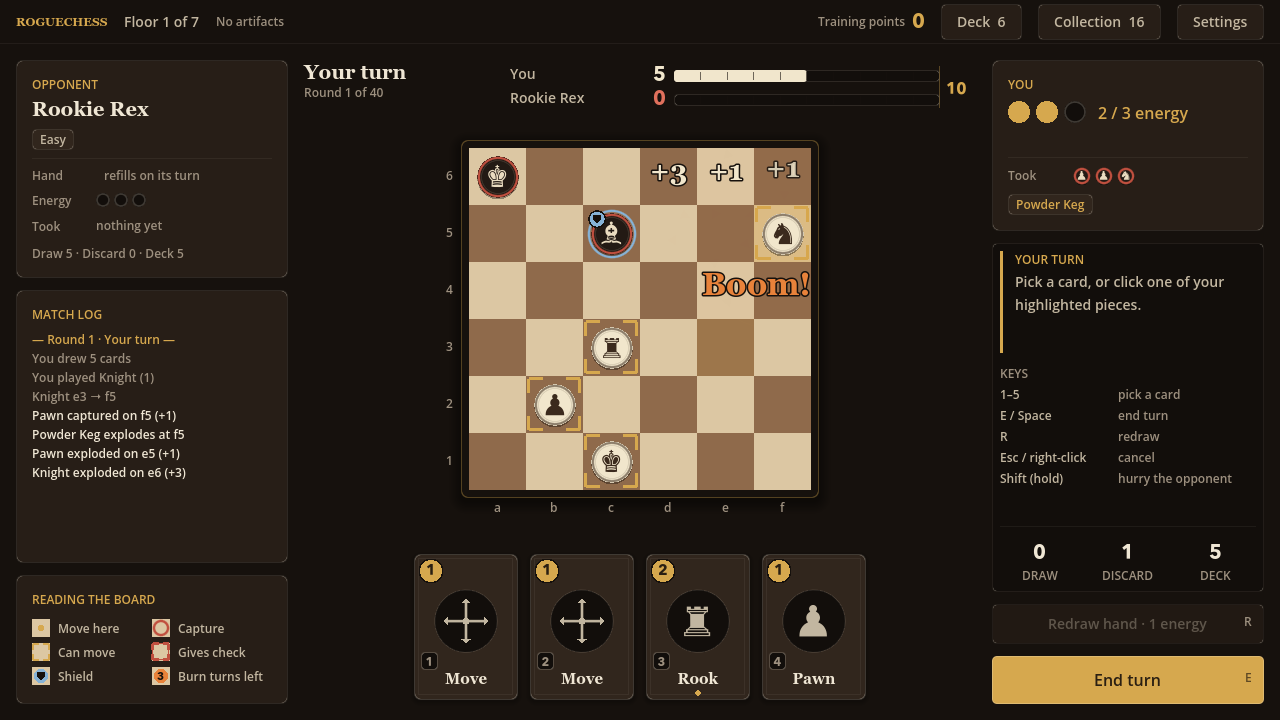 ROGUECHESS Floor 1 of 7 No artifacts Training points 0 Deck 6 Collection 16 Settings
OPPONENT
Rookie Rex
Easy
Hand refills on its turn
Energy
Took nothing yet
Draw 5 · Discard 0 · Deck 5
MATCH LOG
— Round 1 · Your turn —
You drew 5 cards
You played Knight (1)
Knight e3 → f5
Pawn captured on f5 (+1)
Powder Keg explodes at f5
Pawn exploded on e5 (+1)
Knight exploded on e6 (+3)
READING THE BOARD
Move here Capture
Can move Gives check
Shield 3 Burn turns left
Your turn
Round 1 of 40
You 5
Rookie Rex 0
10
6 +3 +1 +1
5
4 Boom!
3
2
1
a b c d e f
1 1 2 1
1 2 3 4
Move Move Rook Pawn
YOU
2 / 3 energy
Took
Powder Keg
YOUR TURN
Pick a card, or click one of your
highlighted pieces.
KEYS
1–5 pick a card
E / Space end turn
R redraw
Esc / right-click cancel
Shift (hold) hurry the opponent
0 1 5
DRAW DISCARD DECK
Redraw hand · 1 energy R
End turn E